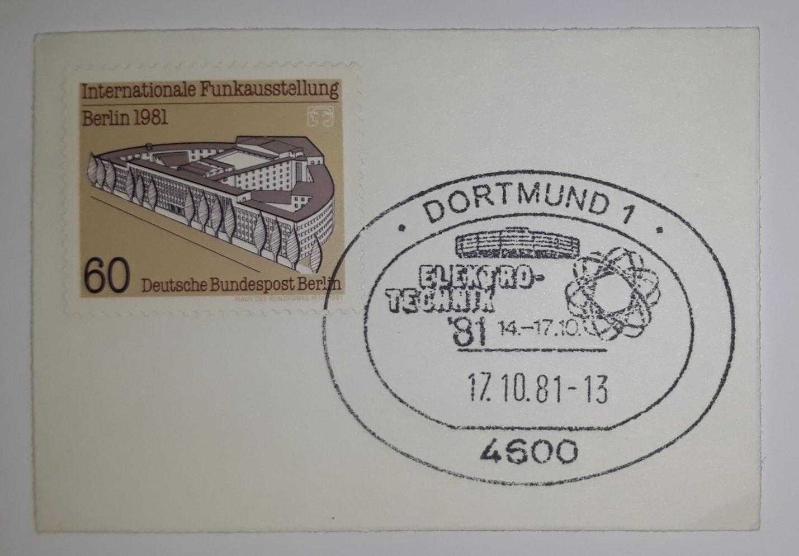 Internationale Funkausstellung
Berlin 1981
60 Deutsche Bundespost Berlin
· DORTMUND 1 ·
ELEKTRO-
TECHNIK
'81 14.-17.10.
17.10.81-13
4600